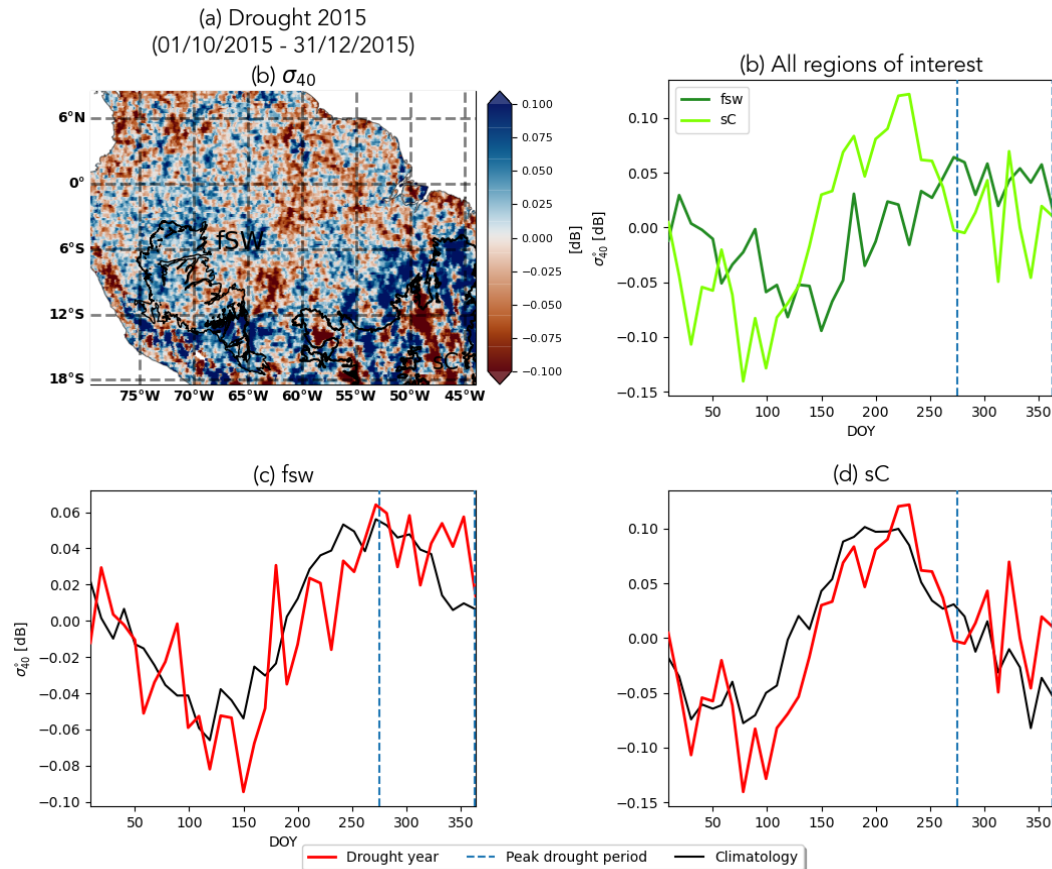 (a) Drought 2015
(01/10/2015 - 31/12/2015)
(b) σ40
6°N
0°
6°S
12°S
18°S
75°W 70°W 65°W 60°W 55°W 50°W 45°W
fSW
sC
0.100
0.075
0.050
0.025
0.000
−0.025
−0.050
−0.075
−0.100
[dB]
(b) All regions of interest
fsw
sC
0.10
0.05
0.00
−0.05
−0.10
−0.15
σ°40 [dB]
50 100 150 200 250 300 350
DOY
(c) fsw
0.06
0.04
0.02
0.00
−0.02
−0.04
−0.06
−0.08
−0.10
σ°40 [dB]
50 100 150 200 250 300 350
DOY
(d) sC
0.10
0.05
0.00
−0.05
−0.10
−0.15
50 100 150 200 250 300 350
Drought year Peak drought period Climatology